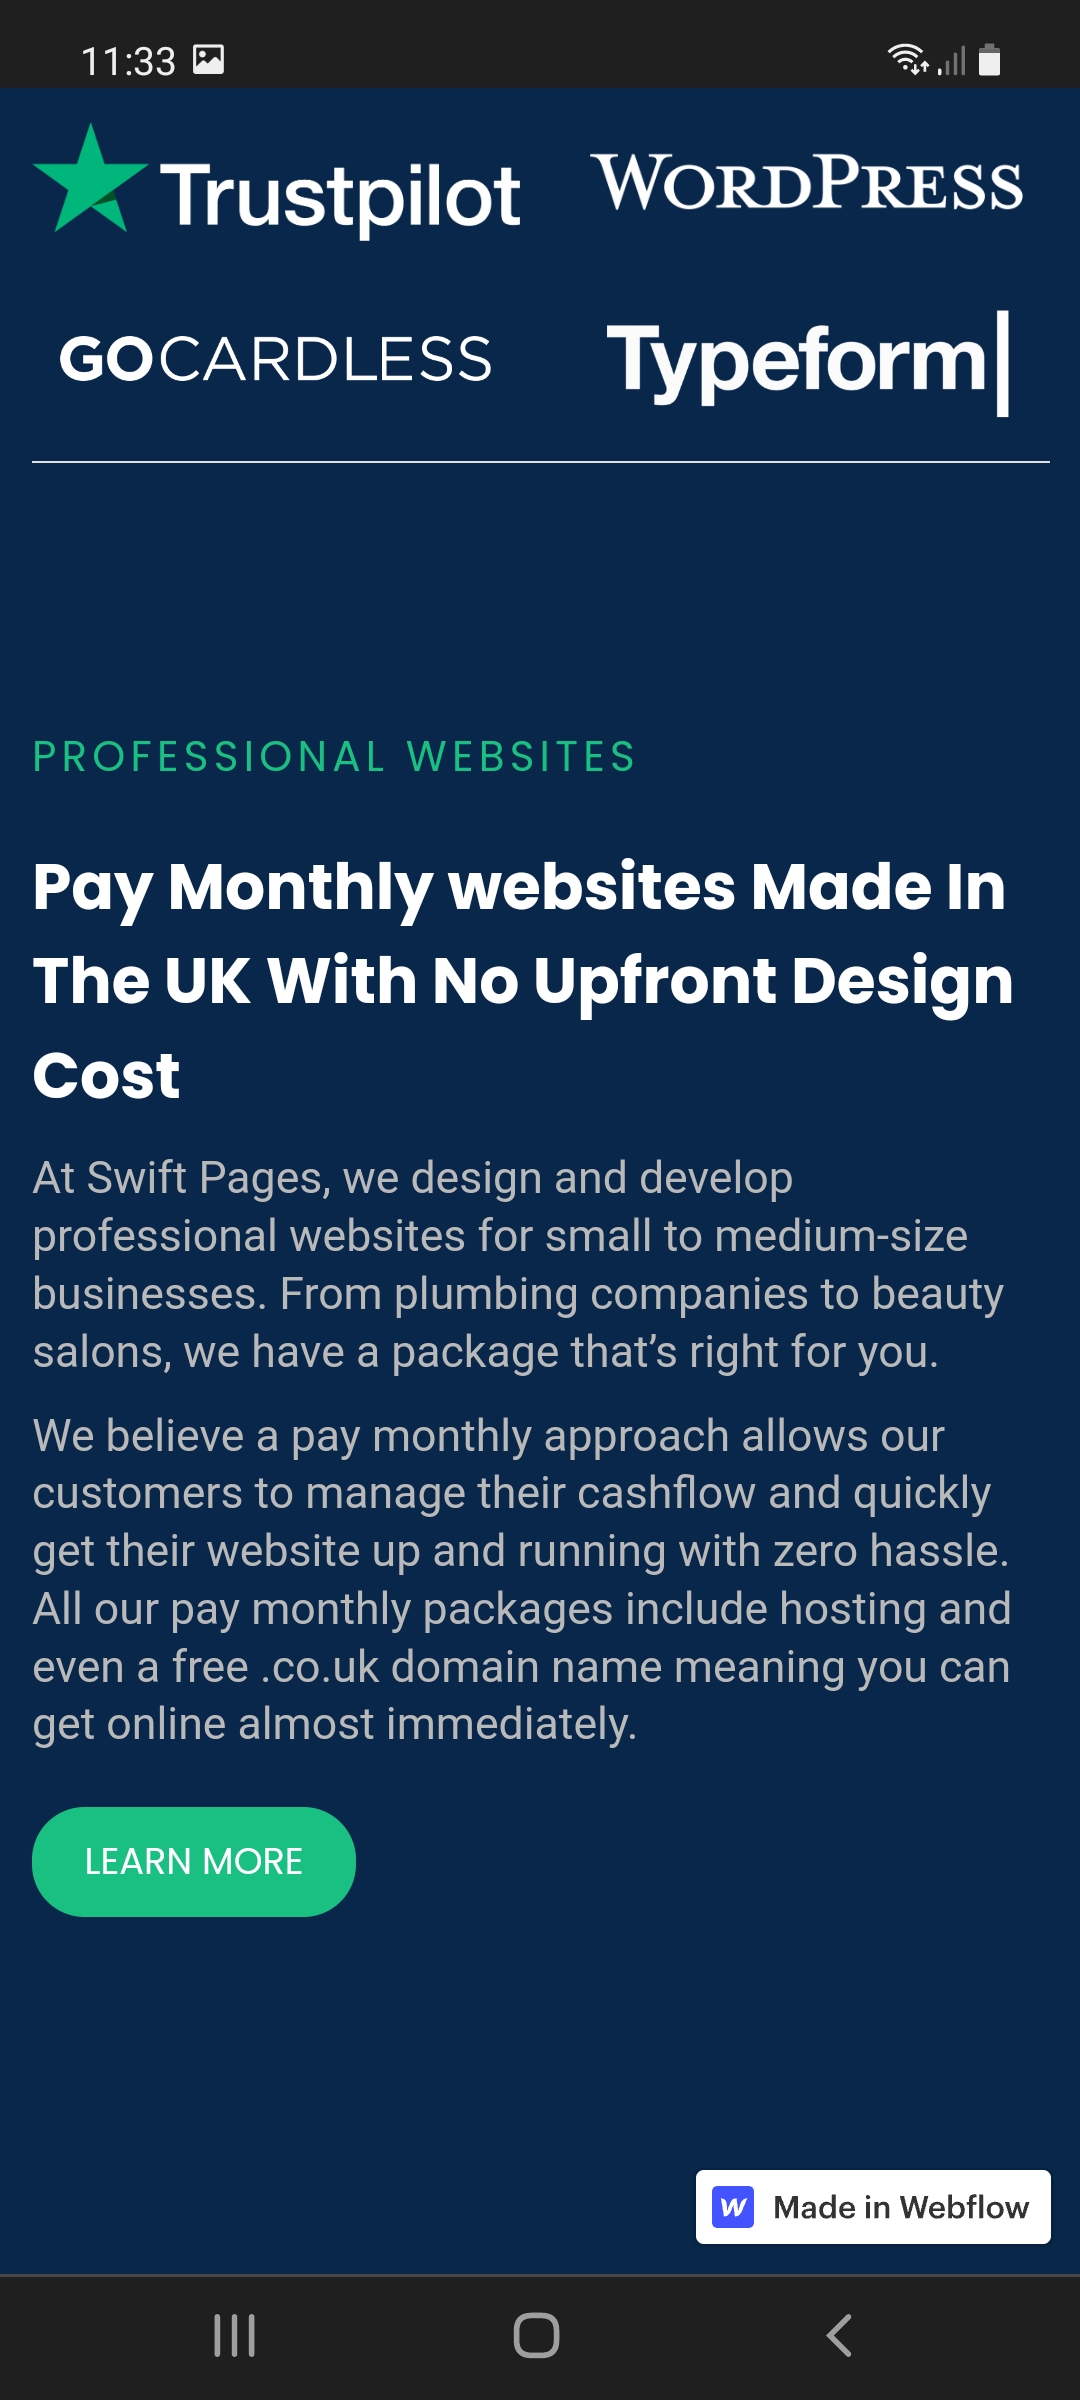 11:33
Trustpilot WORDPRESS
GOCARDLESS Typeform
PROFESSIONAL WEBSITES
Pay Monthly websites Made In
The UK With No Upfront Design
Cost
At Swift Pages, we design and develop
professional websites for small to medium-size
businesses. From plumbing companies to beauty
salons, we have a package that’s right for you.
We believe a pay monthly approach allows our
customers to manage their cashflow and quickly
get their website up and running with zero hassle.
All our pay monthly packages include hosting and
even a free .co.uk domain name meaning you can
get online almost immediately.
LEARN MORE
Made in Webflow